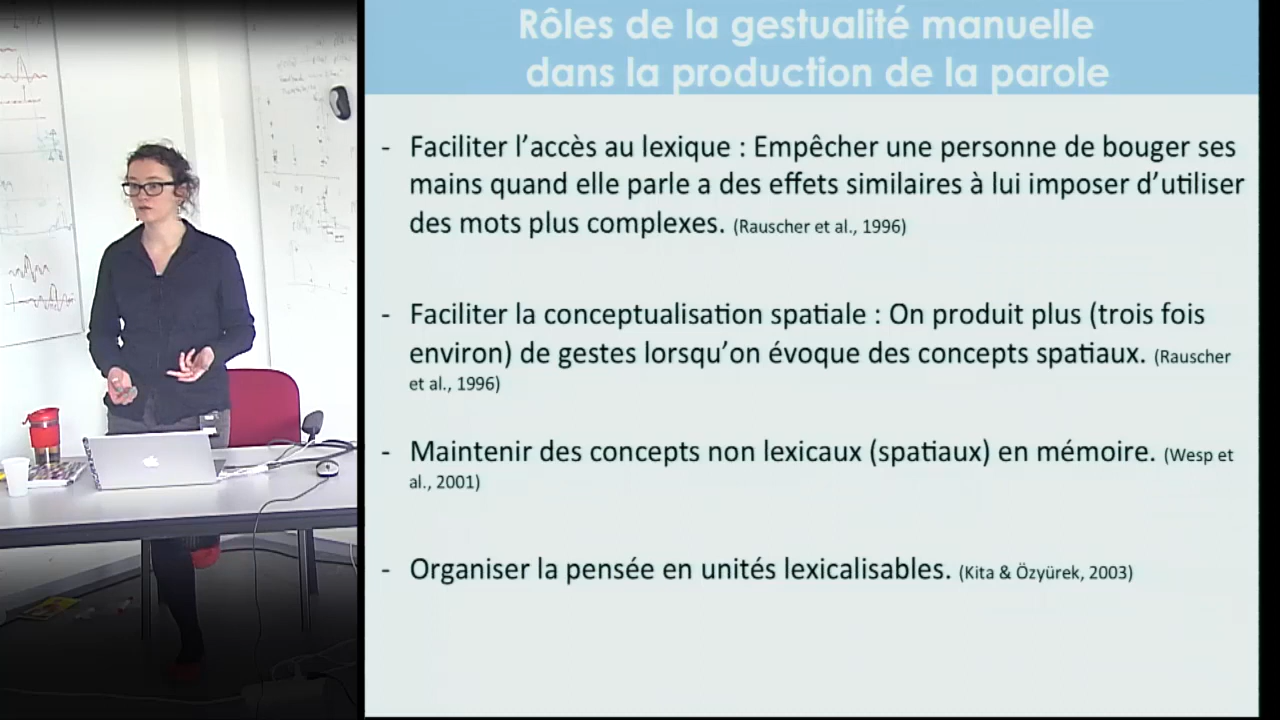 Rôles de la gestualité manuelle
dans la production de la parole
- Faciliter l'accès au lexique : Empêcher une personne de bouger ses
mains quand elle parle a des effets similaires à lui imposer d'utiliser
des mots plus complexes. (Rauscher et al., 1996)
- Faciliter la conceptualisation spatiale : On produit plus (trois fois
environ) de gestes lorsqu'on évoque des concepts spatiaux. (Rauscher
et al., 1996)
- Maintenir des concepts non lexicaux (spatiaux) en mémoire. (Wesp et
al., 2001)
- Organiser la pensée en unités lexicalisables. (Kita & Özyürek, 2003)